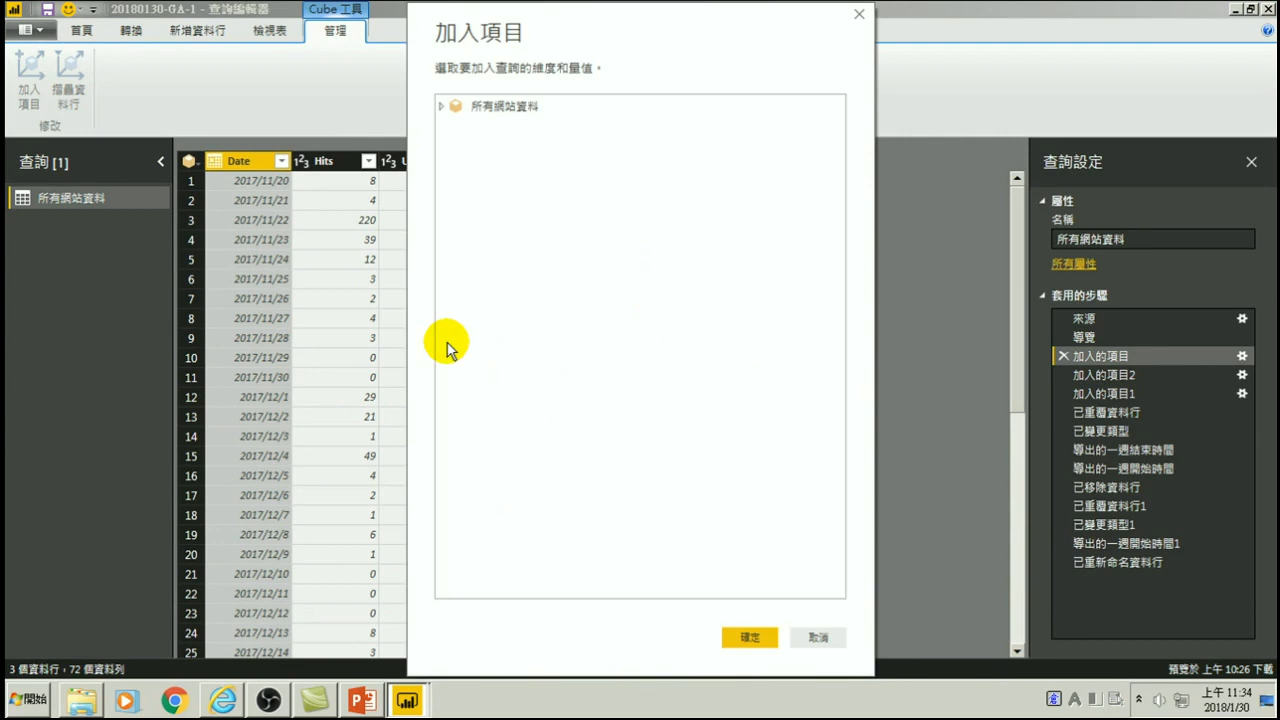 20180130-GA-1 - 查詢編輯器
Cube 工具
首頁
轉換
新增資料行
檢視表
管理
加入
項目
摺疊資
料行
修改
查詢 [1]
所有網站資料
Date
1²3 Hits
1²3 U
1 2017/11/20 8
2 2017/11/21 4
3 2017/11/22 220
4 2017/11/23 39
5 2017/11/24 12
6 2017/11/25 3
7 2017/11/26 2
8 2017/11/27 4
9 2017/11/28 3
10 2017/11/29 0
11 2017/11/30 0
12 2017/12/1 29
13 2017/12/2 21
14 2017/12/3 1
15 2017/12/4 49
16 2017/12/5 4
17 2017/12/6 2
18 2017/12/7 1
19 2017/12/8 6
20 2017/12/9 1
21 2017/12/10 0
22 2017/12/11 0
23 2017/12/12 0
24 2017/12/13 8
25 2017/12/14 3
加入項目
選取要加入查詢的維度和量值。
所有網站資料
確定
取消
查詢設定
屬性
名稱
所有網站資料
所有屬性
套用的步驟
來源
導覽
加入的項目
加入的項目2
加入的項目1
已重覆資料行
已變更類型
導出的一週結束時間
導出的一週開始時間
已移除資料行
已重覆資料行1
已變更類型1
導出的一週開始時間1
已重新命名資料行
3 個資料行，72 個資料列
預覽於 上午 10:26 下載
開始
上午 11:34
2018/1/30